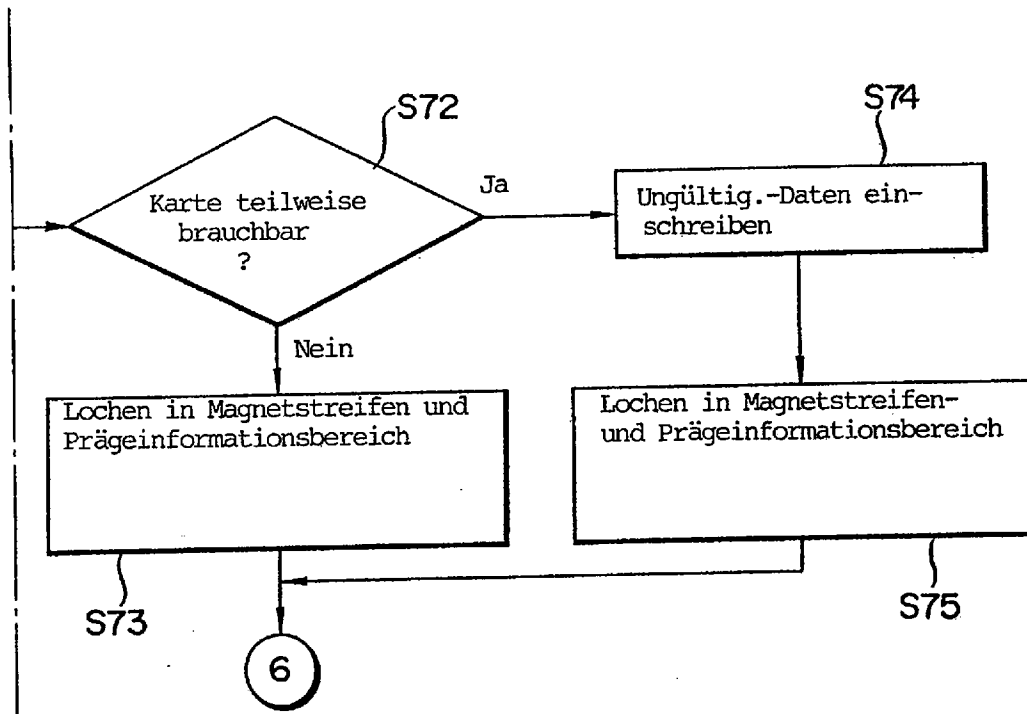 S72
S74
Karte teilweise
brauchbar
?
Ja
Ungültig.-Daten ein-
schreiben
Nein
Lochen in Magnetstreifen und
Prägeinformationsbereich
Lochen in Magnetstreifen-
und Prägeinformationsbereich
S73
S75
6